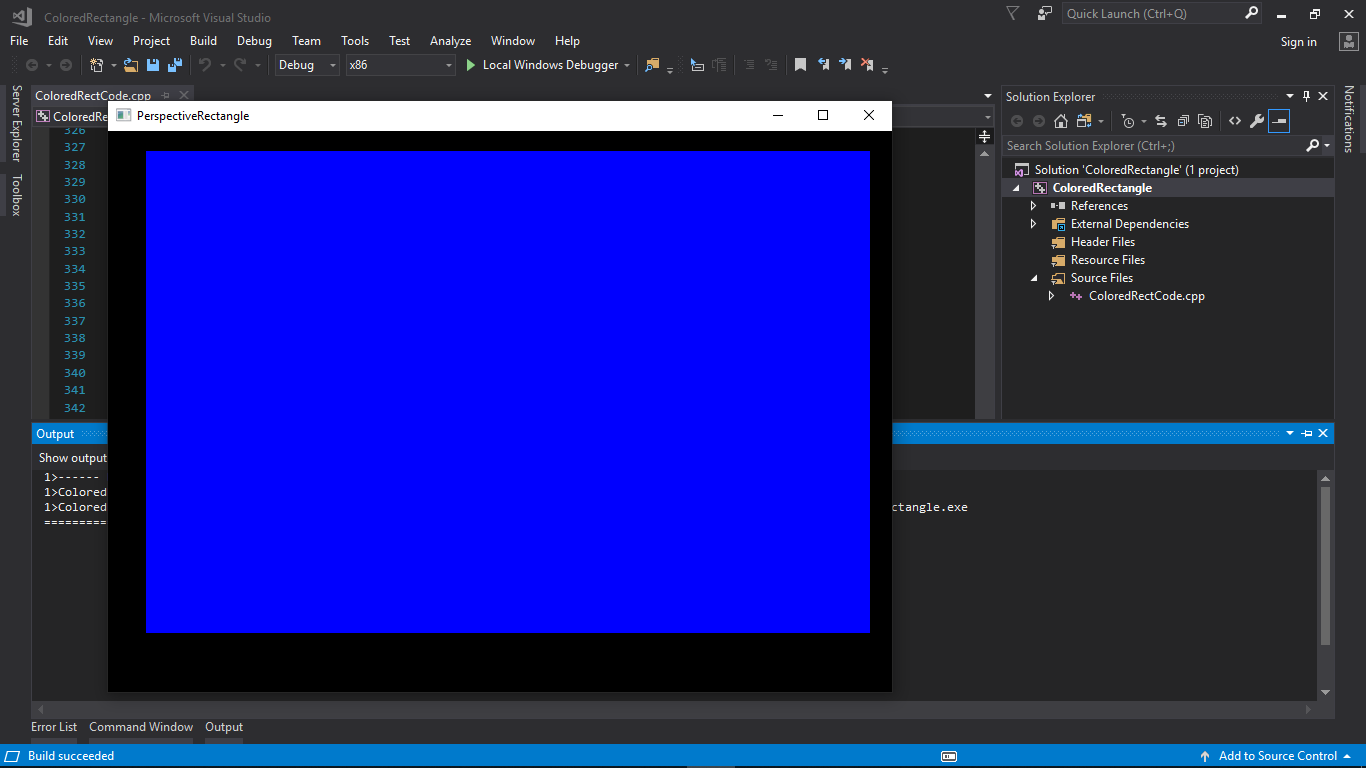 ColoredRectangle - Microsoft Visual Studio
Quick Launch (Ctrl+Q)
File Edit View Project Build Debug Team Tools Test Analyze Window Help
Sign in
Debug x86 Local Windows Debugger
Server Explorer
Toolbox
ColoredRectCode.cpp
ColoredRe
PerspectiveRectangle
326
327
328
329
330
331
332
333
334
335
336
337
338
339
340
341
342
Solution Explorer
Search Solution Explorer (Ctrl+;)
Solution 'ColoredRectangle' (1 project)
ColoredRectangle
References
External Dependencies
Header Files
Resource Files
Source Files
ColoredRectCode.cpp
Notifications
Output
Show output
1>------
1>Colored
1>Colored ctangle.exe
==========
Error List Command Window Output
Build succeeded
Add to Source Control